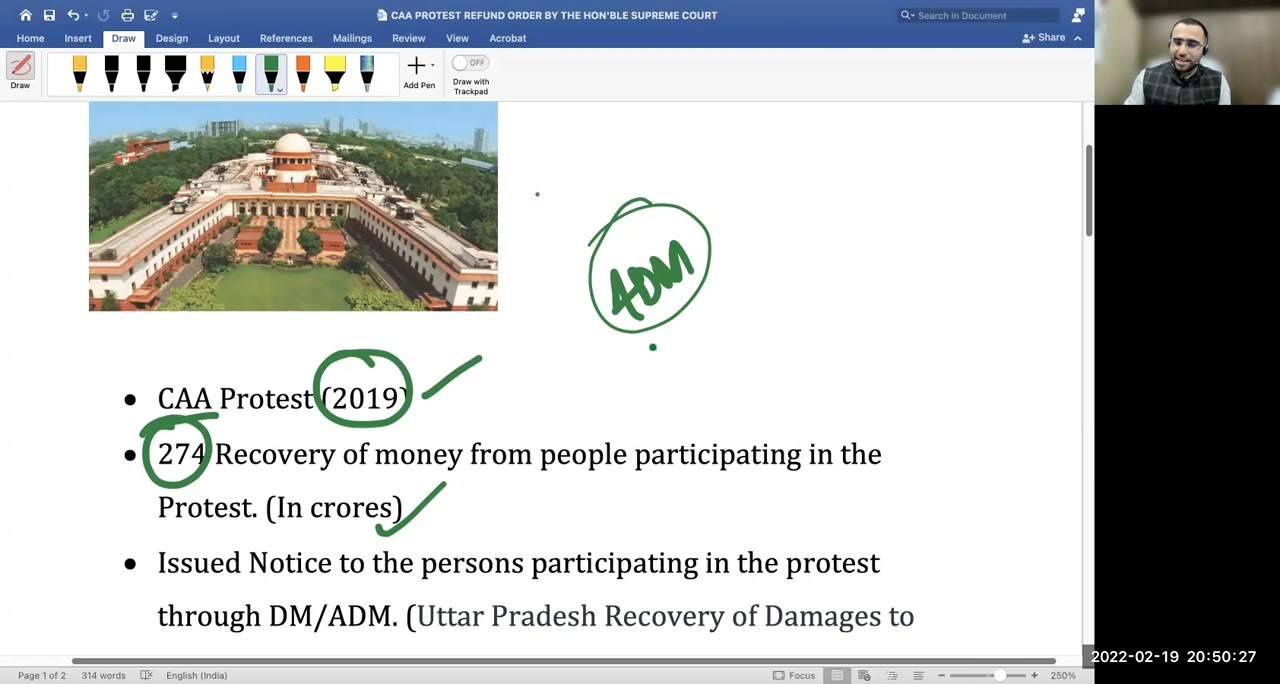 CAA PROTEST REFUND ORDER BY THE HON'BLE SUPREME COURT
Search in Document
Home Insert Draw Design Layout References Mailings Review View Acrobat
Share
OFF
Draw
Add Pen
Draw with
Trackpad
ADM
• CAA Protest (2019)
• 274 Recovery of money from people participating in the
Protest. (In crores)
• Issued Notice to the persons participating in the protest
through DM/ADM. (Uttar Pradesh Recovery of Damages to
2022-02-19 20:50:27
Page 1 of 2 314 words English (India) Focus 250%